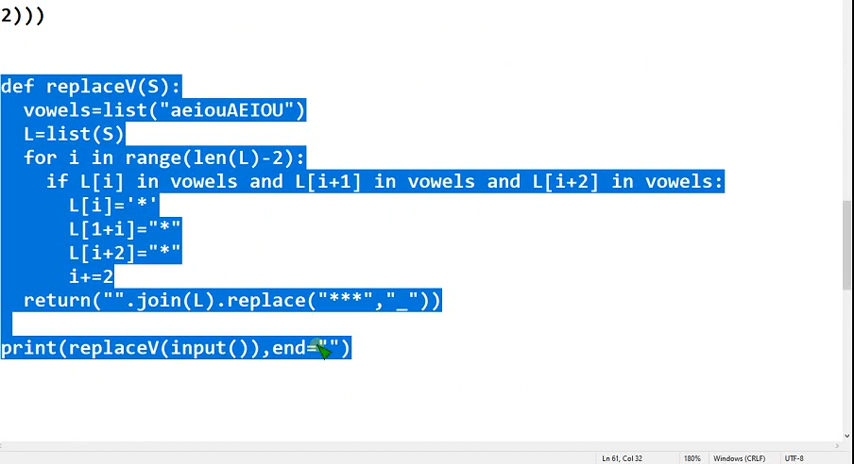 2)))
def replaceV(S):
  vowels=list("aeiouAEIOU")
  L=list(S)
  for i in range(len(L)-2):
    if L[i] in vowels and L[i+1] in vowels and L[i+2] in vowels:
      L[i]='*'
      L[1+i]="*"
      L[i+2]="*"
      i+=2
  return("".join(L).replace("***","_"))
print(replaceV(input()),end="")
Ln 61, Col 32 180% Windows (CRLF) UTF-8